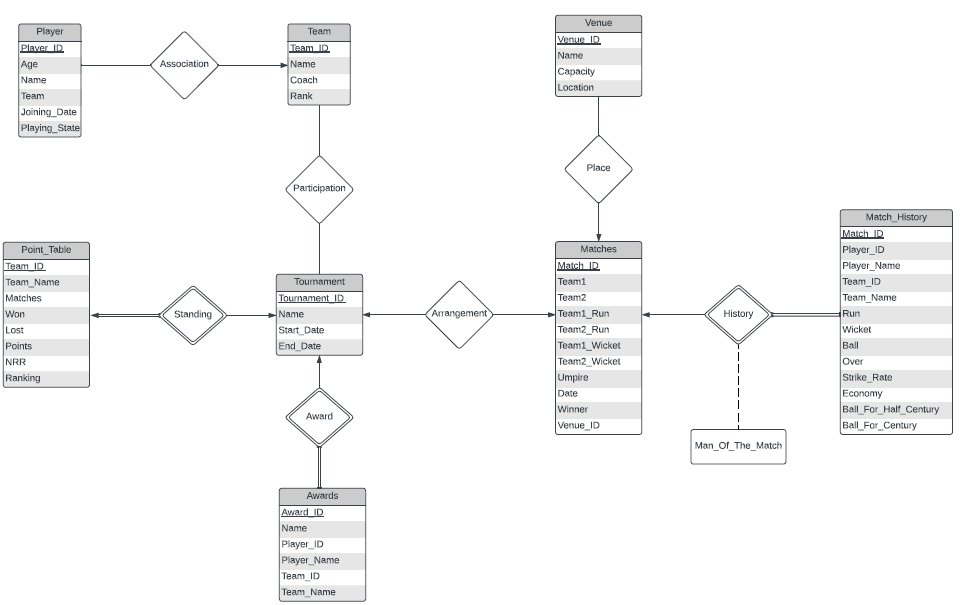 Player
Player_ID
Age
Name
Team
Joining_Date
Playing_State
Association
Team
Team_ID
Name
Coach
Rank
Venue
Venue_ID
Name
Capacity
Location
Participation
Place
Point_Table
Team_ID
Team_Name
Matches
Won
Lost
Points
NRR
Ranking
Standing
Tournament
Tournament_ID
Name
Start_Date
End_Date
Arrangement
Matches
Match_ID
Team1
Team2
Team1_Run
Team2_Run
Team1_Wicket
Team2_Wicket
Umpire
Date
Winner
Venue_ID
History
Match_History
Match_ID
Player_ID
Player_Name
Team_ID
Team_Name
Run
Wicket
Ball
Over
Strike_Rate
Economy
Ball_For_Half_Century
Ball_For_Century
Man_Of_The_Match
Award
Awards
Award_ID
Name
Player_ID
Player_Name
Team_ID
Team_Name